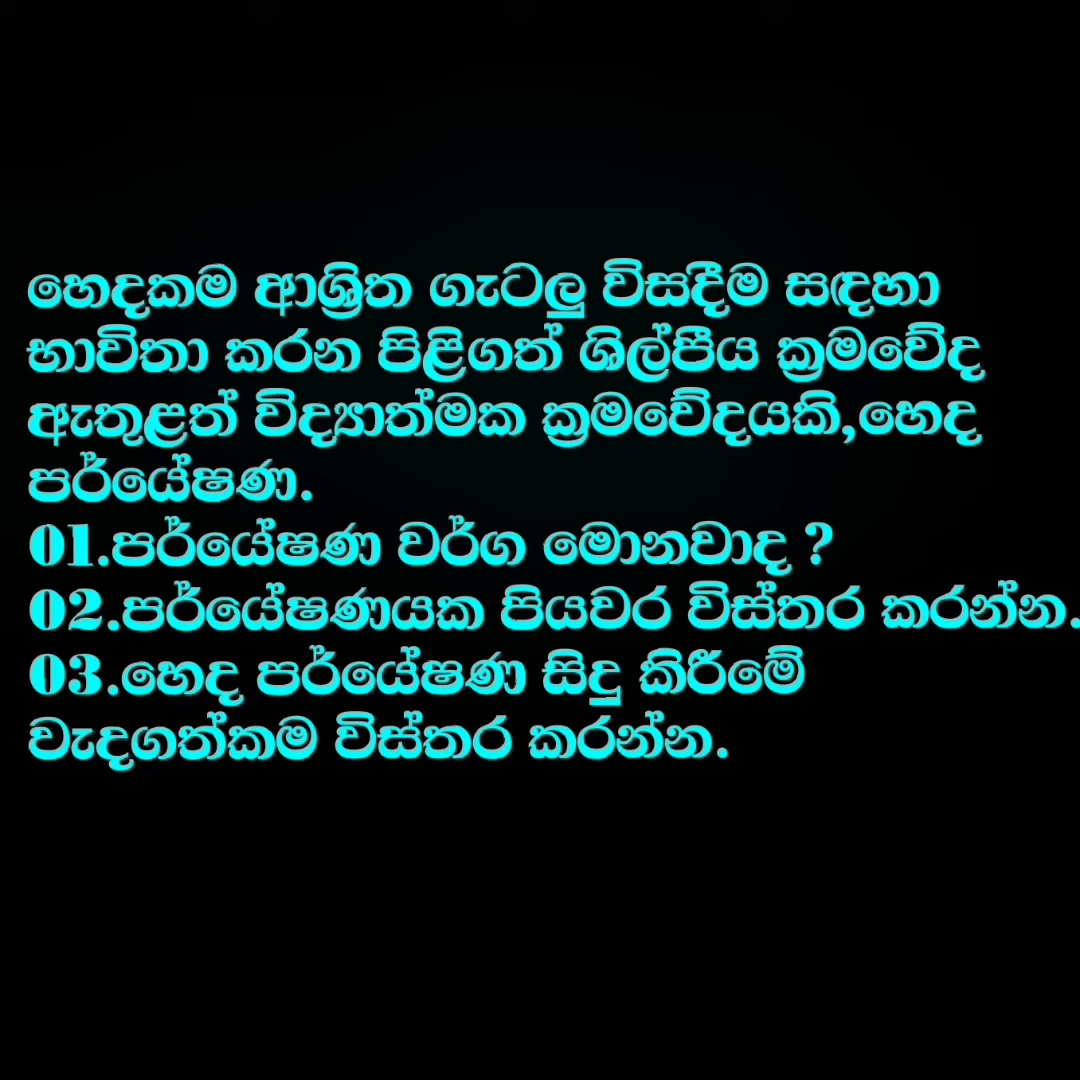 හෙදකම ආශ්‍රිත ගැටලු විසදීම සඳහා
භාවිතා කරන පිළිගත් ශිල්පීය ක්‍රමවේද
ඇතුළත් විද්‍යාත්මක ක්‍රමවේදයකි,හෙද
පර්යේෂණ.
01.පර්යේෂණ වර්ග මොනවාද ?
02.පර්යේෂණයක පියවර විස්තර කරන්න.
03.හෙද පර්යේෂණ සිදු කිරීමේ
වැදගත්කම විස්තර කරන්න.